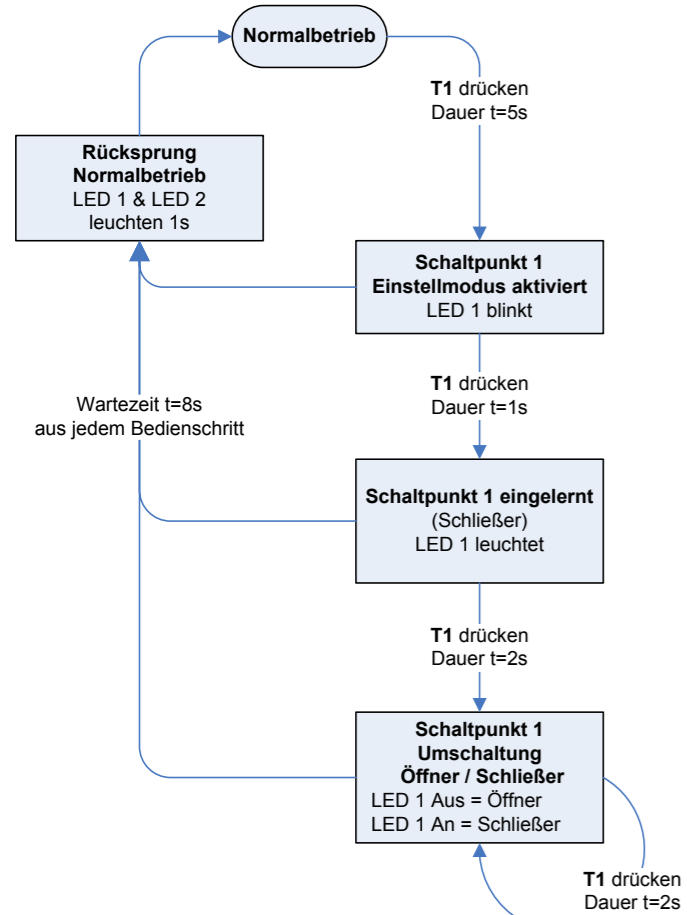 Normalbetrieb
T1 drücken
Dauer t=5s
Rücksprung
Normalbetrieb
LED 1 & LED 2
leuchten 1s
Schaltpunkt 1
Einstellmodus aktiviert
LED 1 blinkt
T1 drücken
Dauer t=1s
Wartezeit t=8s
aus jedem Bedienschritt
Schaltpunkt 1 eingelernt
(Schließer)
LED 1 leuchtet
T1 drücken
Dauer t=2s
Schaltpunkt 1
Umschaltung
Öffner / Schließer
LED 1 Aus = Öffner
LED 1 An = Schließer
T1 drücken
Dauer t=2s